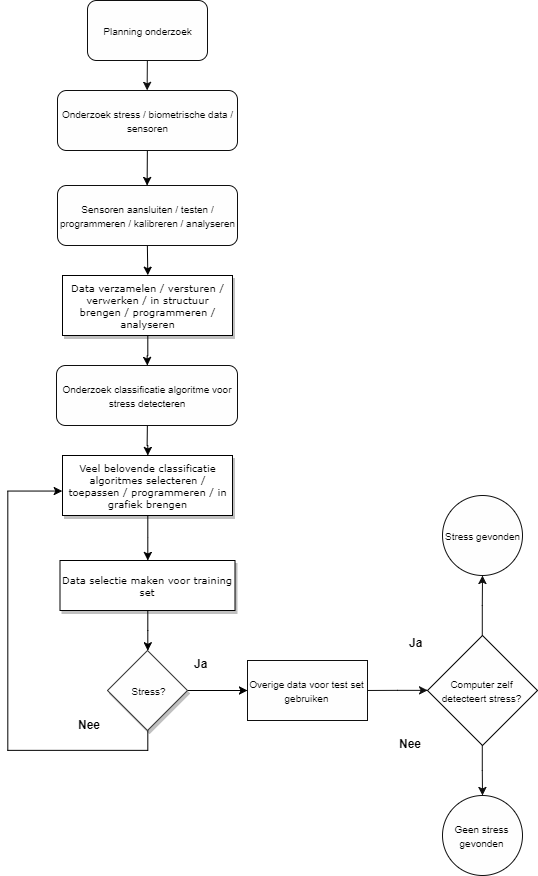 Planning onderzoek
Onderzoek stress / biometrische data /
sensoren
Sensoren aansluiten / testen /
programmeren / kalibreren / analyseren
Data verzamelen / versturen /
verwerken / in structuur
brengen / programmeren /
analyseren
Onderzoek classificatie algoritme voor
stress detecteren
Veel belovende classificatie
algoritmes selecteren /
toepassen / programmeren / in
grafiek brengen
Data selectie maken voor training
set
Stress?
Ja
Nee
Overige data voor test set
gebruiken
Computer zelf
detecteert stress?
Ja
Stress gevonden
Nee
Geen stress
gevonden